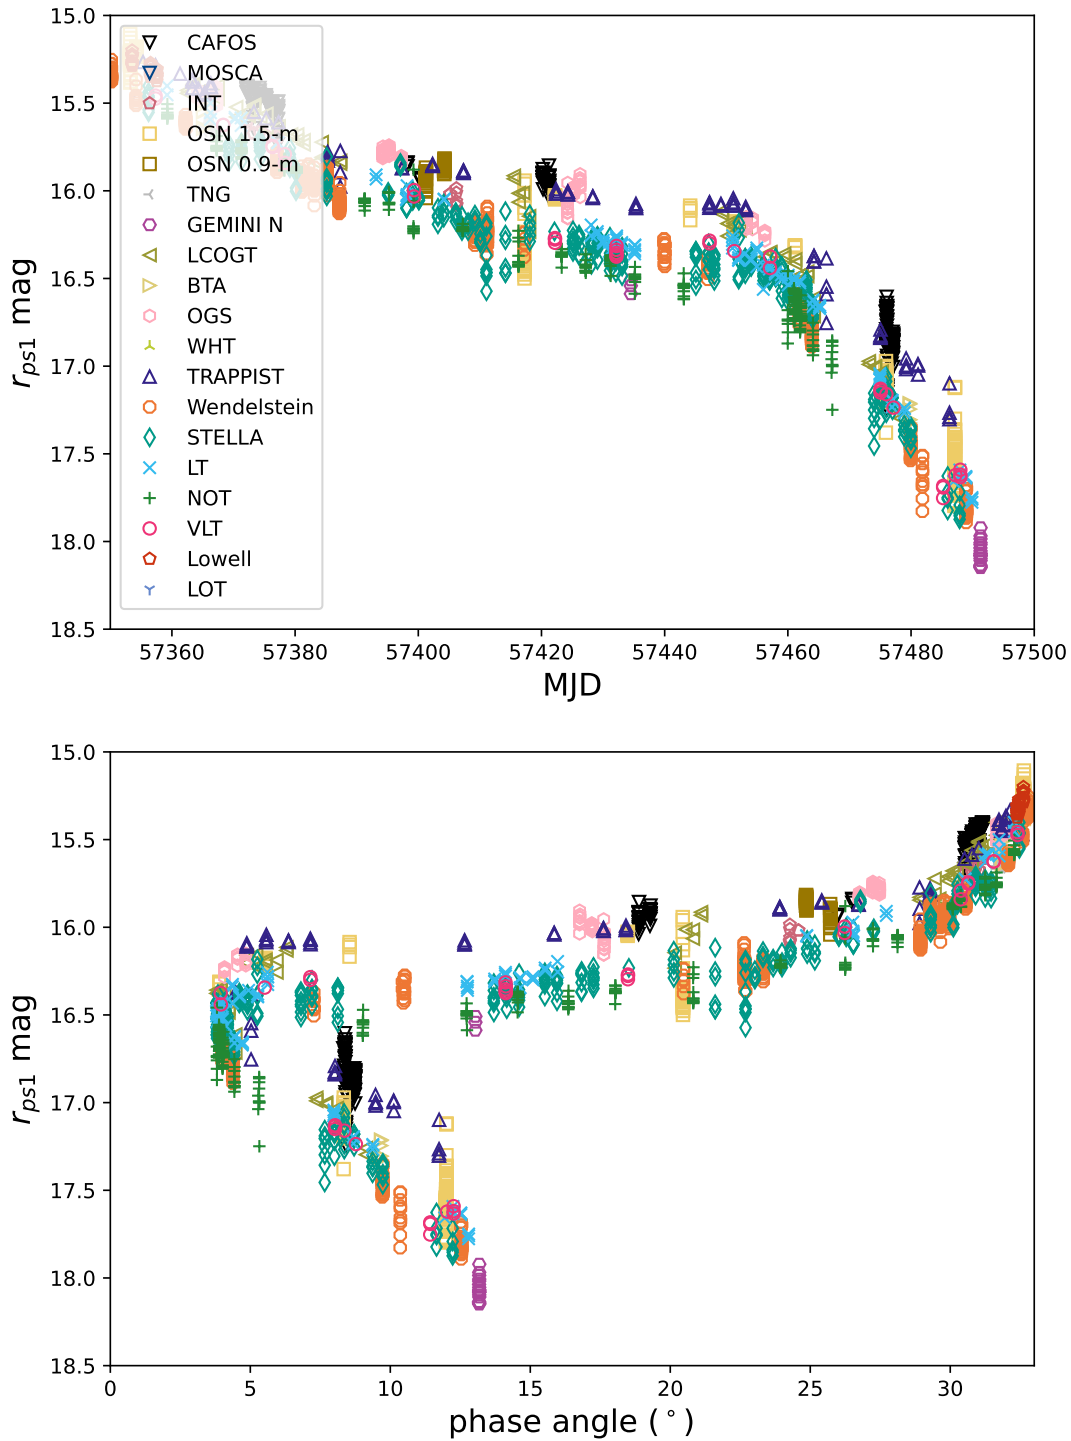 15.0
15.5
16.0
16.5
17.0
17.5
18.0
18.5
r_ps1 mag
CAFOS
MOSCA
INT
OSN 1.5-m
OSN 0.9-m
TNG
GEMINI N
LCOGT
BTA
OGS
WHT
TRAPPIST
Wendelstein
STELLA
LT
NOT
VLT
Lowell
LOT
57360 57380 57400 57420 57440 57460 57480 57500
MJD
15.0
15.5
16.0
16.5
17.0
17.5
18.0
18.5
r_ps1 mag
0 5 10 15 20 25 30
phase angle (°)